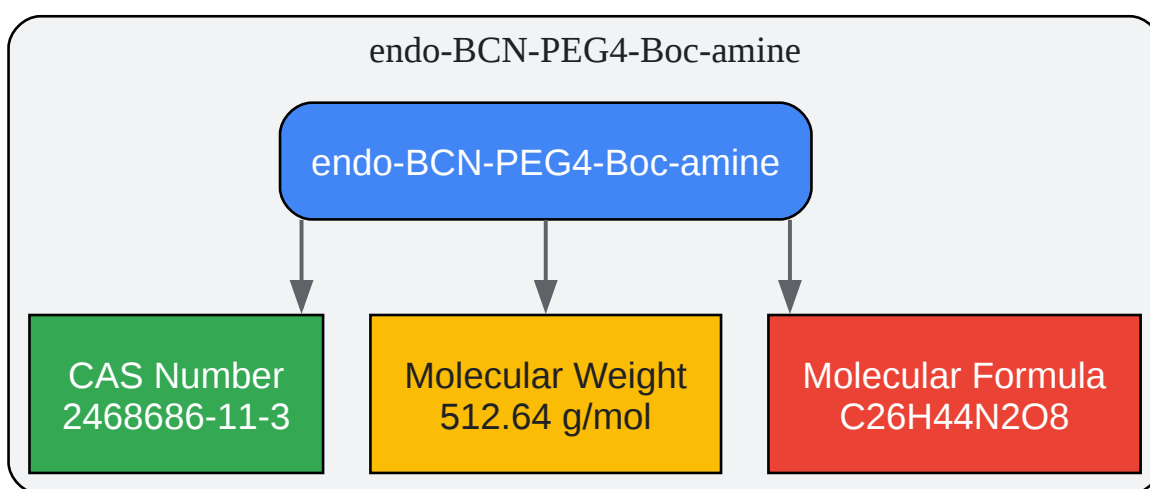 endo-BCN-PEG4-Boc-amine
endo-BCN-PEG4-Boc-amine
CAS Number
2468686-11-3
Molecular Weight
512.64 g/mol
Molecular Formula
C26H44N2O8